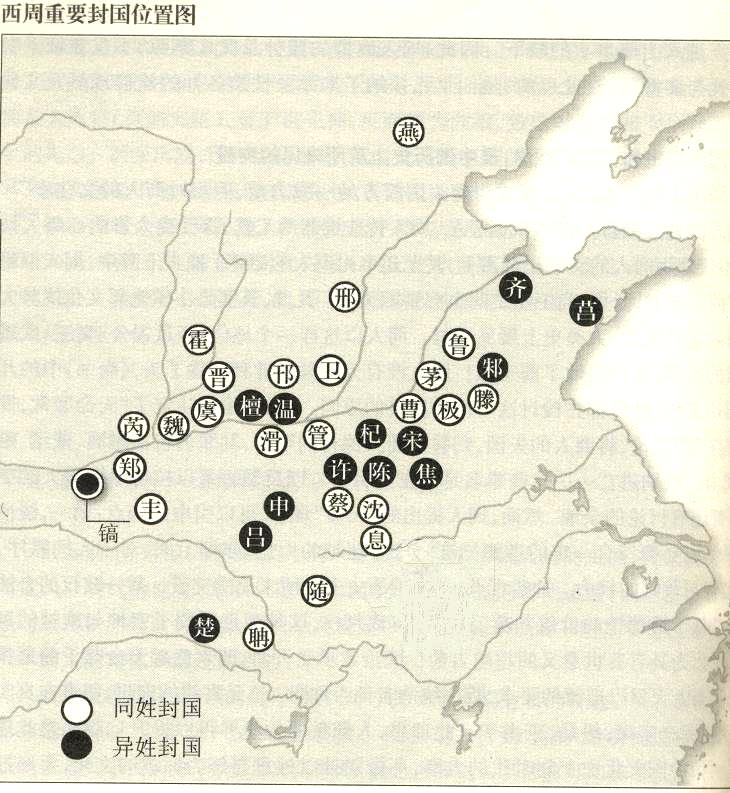 西周重要封国位置图
燕
邢
齐
莒
霍
鲁
晋
邘
卫
茅
邾
虞
檀
温
曹
极
滕
芮
魏
滑
管
杞
宋
郑
许
陈
焦
丰
蔡
沈
申
镐
吕
息
随
楚
聃
同姓封国
异姓封国